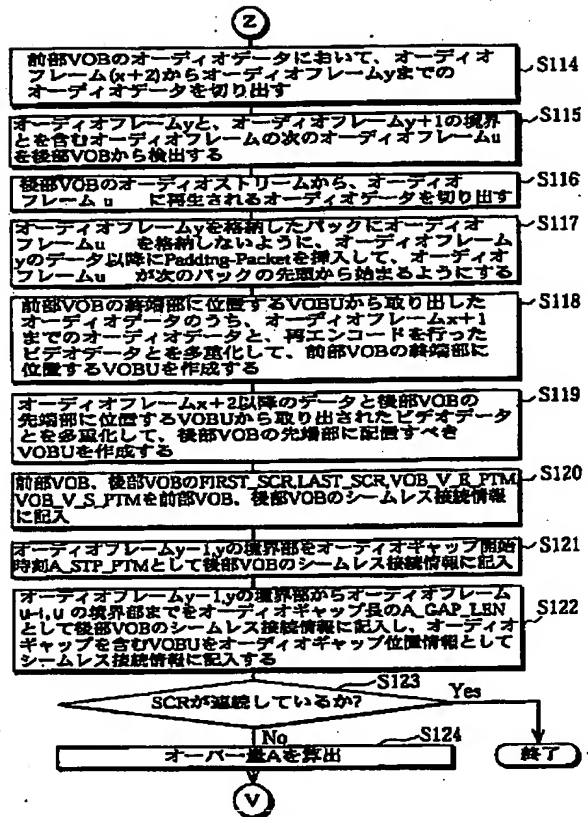 Z
前部VOBのオーディオデータにおいて、オーディオ
フレーム(x+2)からオーディオフレームyまでの
オーディオデータを切り出す
S114
オーディオフレームyと、オーディオフレームy+1の境界
とを含むオーディオフレームの次のオーディオフレームu
を後部VOBから検出する
S115
後部VOBのオーディオストリームから、オーディオ
フレームu に再生されるオーディオデータを切り出す
S116
オーディオフレームyを格納したパックにオーディオ
フレームu を格納しないように、オーディオフレーム
yのデータ以降にPadding-Packetを挿入して、オーディオ
フレームu が次のパックの先頭から始まるようにする
S117
前部VOBの終端部に位置するVOBUから取り出した
オーディオデータのうち、オーディオフレームx+1
までのオーディオデータと、再エンコードを行った
ビデオデータとを多重化して、前部VOBの終端部に
位置するVOBUを作成する
S118
オーディオフレームx+2以降のデータと後部VOBの
先端部に位置するVOBUから取り出されたビデオデータ
とを多重化して、後部VOBの先端部に配置すべき
VOBUを作成する
S119
前部VOB、後部VOBのFIRST_SCR,LAST_SCR,VOB_V_E_PTM
VOB_V_S_PTMを前部VOB、後部VOBのシームレス接続情報
に記入
S120
オーディオフレームy-1,yの境界部をオーディオギャップ開始
時刻A_STP_PTMとして後部VOBのシームレス接続情報に記入
S121
オーディオフレームy-1,yの境界部からオーディオフレーム
u-1,uの境界部までをオーディオギャップ長のA_GAP_LEN
として後部VOBのシームレス接続情報に記入し、オーディオ
ギャップを含むVOBUをオーディオギャップ位置情報として
シームレス接続情報に記入する
S122
SCRが連続しているか?
S123
Yes
No
オーバー量Aを算出
S124
終了
V